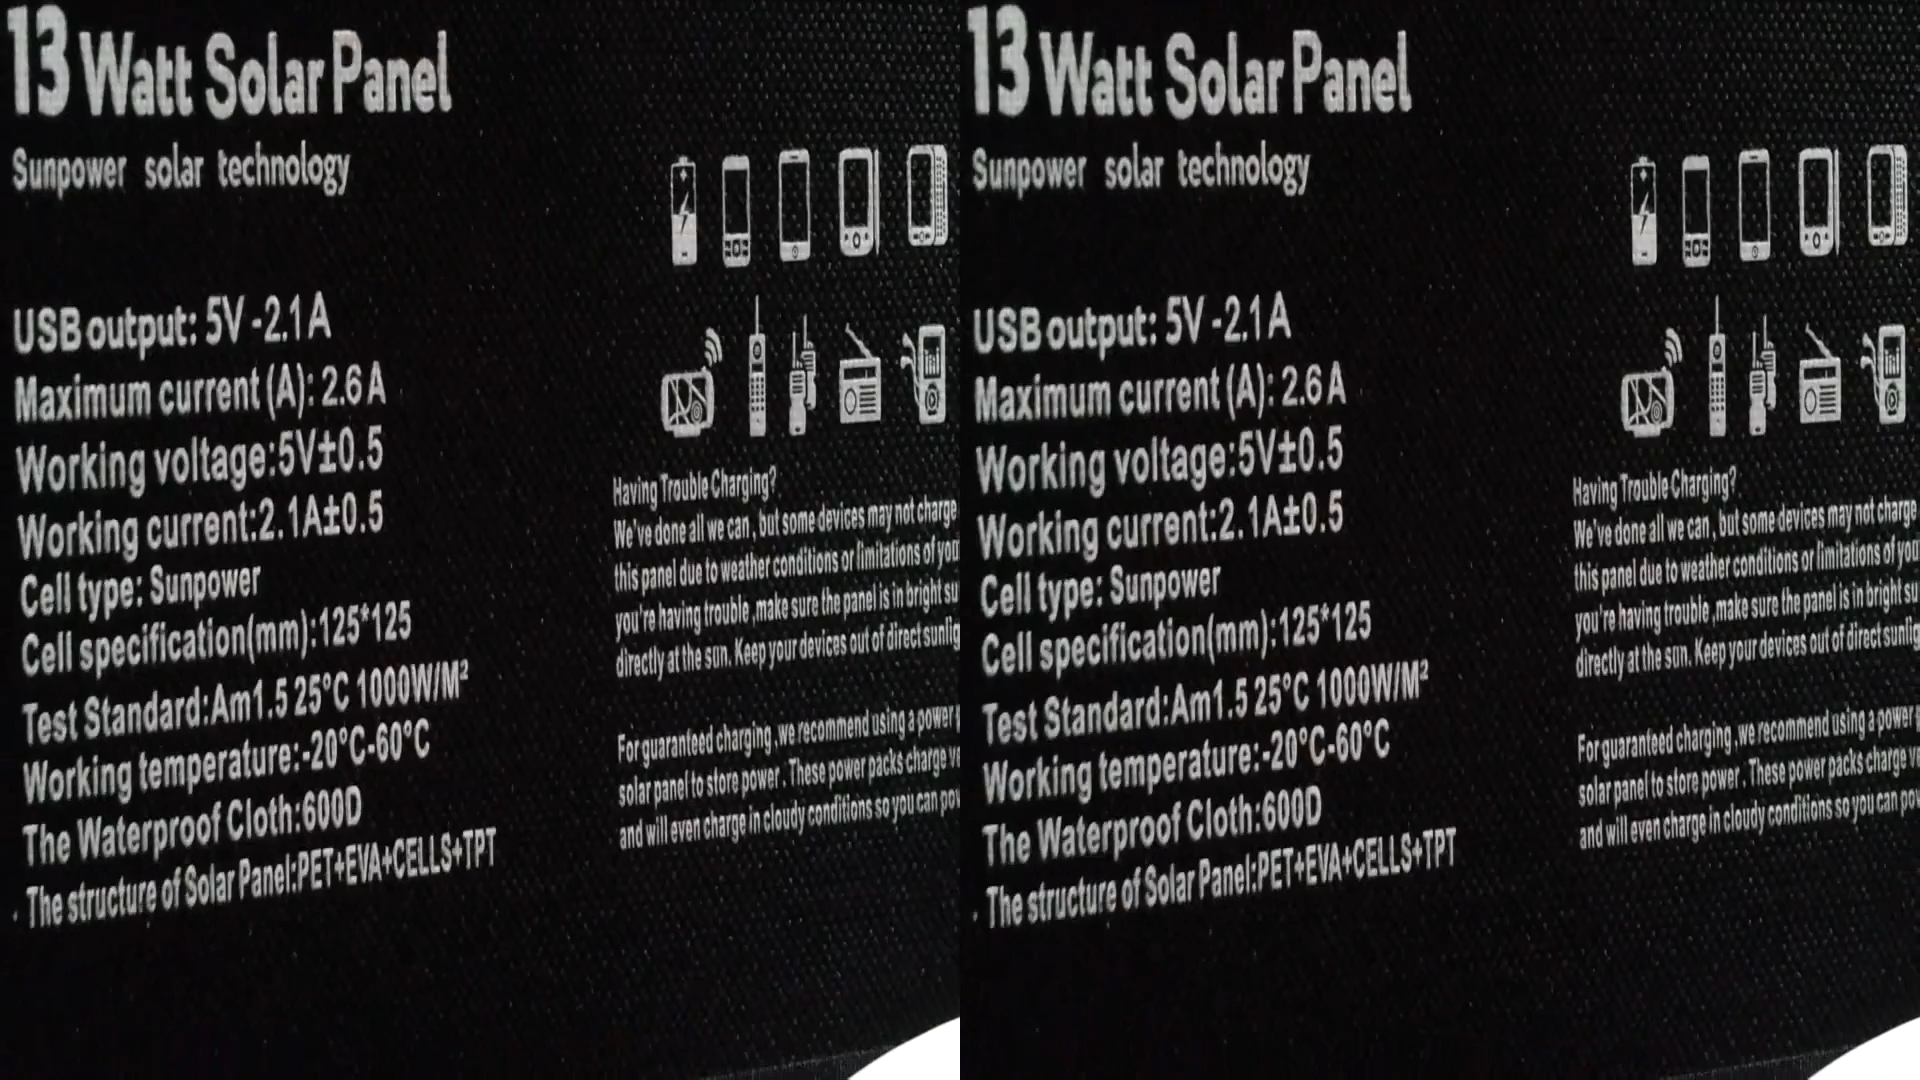 13 Watt Solar Panel
Sunpower solar technology
USB output: 5V -2.1A
Maximum current (A): 2.6A
Working voltage:5V±0.5
Working current:2.1A±0.5
Cell type: Sunpower
Cell specification(mm):125*125
Test Standard:Am1.5 25°C 1000W/M²
Working temperature:-20°C-60°C
The Waterproof Cloth:600D
The structure of Solar Panel:PET+EVA+CELLS+TPT
Having Trouble Charging?
We've done all we can, but some devices may not charge
this panel due to weather conditions or limitations of
you're having trouble ,make sure the panel is in bright
directly at the sun. Keep your devices out of direct
For guaranteed charging ,we recommend using a power
solar panel to store power . These power packs charge
and will even charge in cloudy conditions so you can
13 Watt Solar Panel
Sunpower solar technology
USB output: 5V -2.1A
Maximum current (A): 2.6A
Working voltage:5V±0.5
Working current:2.1A±0.5
Cell type: Sunpower
Cell specification(mm):125*125
Test Standard:Am1.5 25°C 1000W/M²
Working temperature:-20°C-60°C
The Waterproof Cloth:600D
The structure of Solar Panel:PET+EVA+CELLS+TPT
Having Trouble Charging?
We've done all we can, but some devices may not charge
this panel due to weather conditions or limitations of
you're having trouble ,make sure the panel is in bright
directly at the sun. Keep your devices out of direct
For guaranteed charging ,we recommend using a power
solar panel to store power . These power packs charge
and will even charge in cloudy conditions so you can